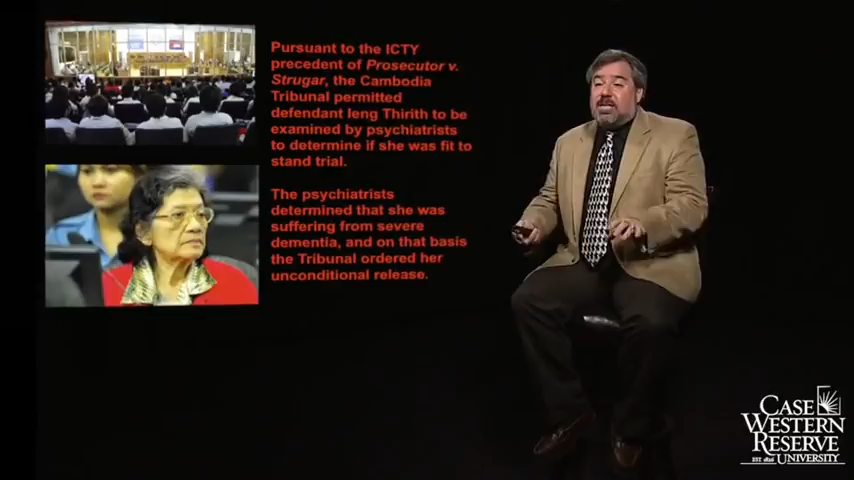 Pursuant to the ICTY
precedent of Prosecutor v.
Strugar, the Cambodia
Tribunal permitted
defendant Ieng Thirith to be
examined by psychiatrists
to determine if she was fit to
stand trial.
The psychiatrists
determined that she was
suffering from severe
dementia, and on that basis
the Tribunal ordered her
unconditional release.
CASE
WESTERN
RESERVE
UNIVERSITY